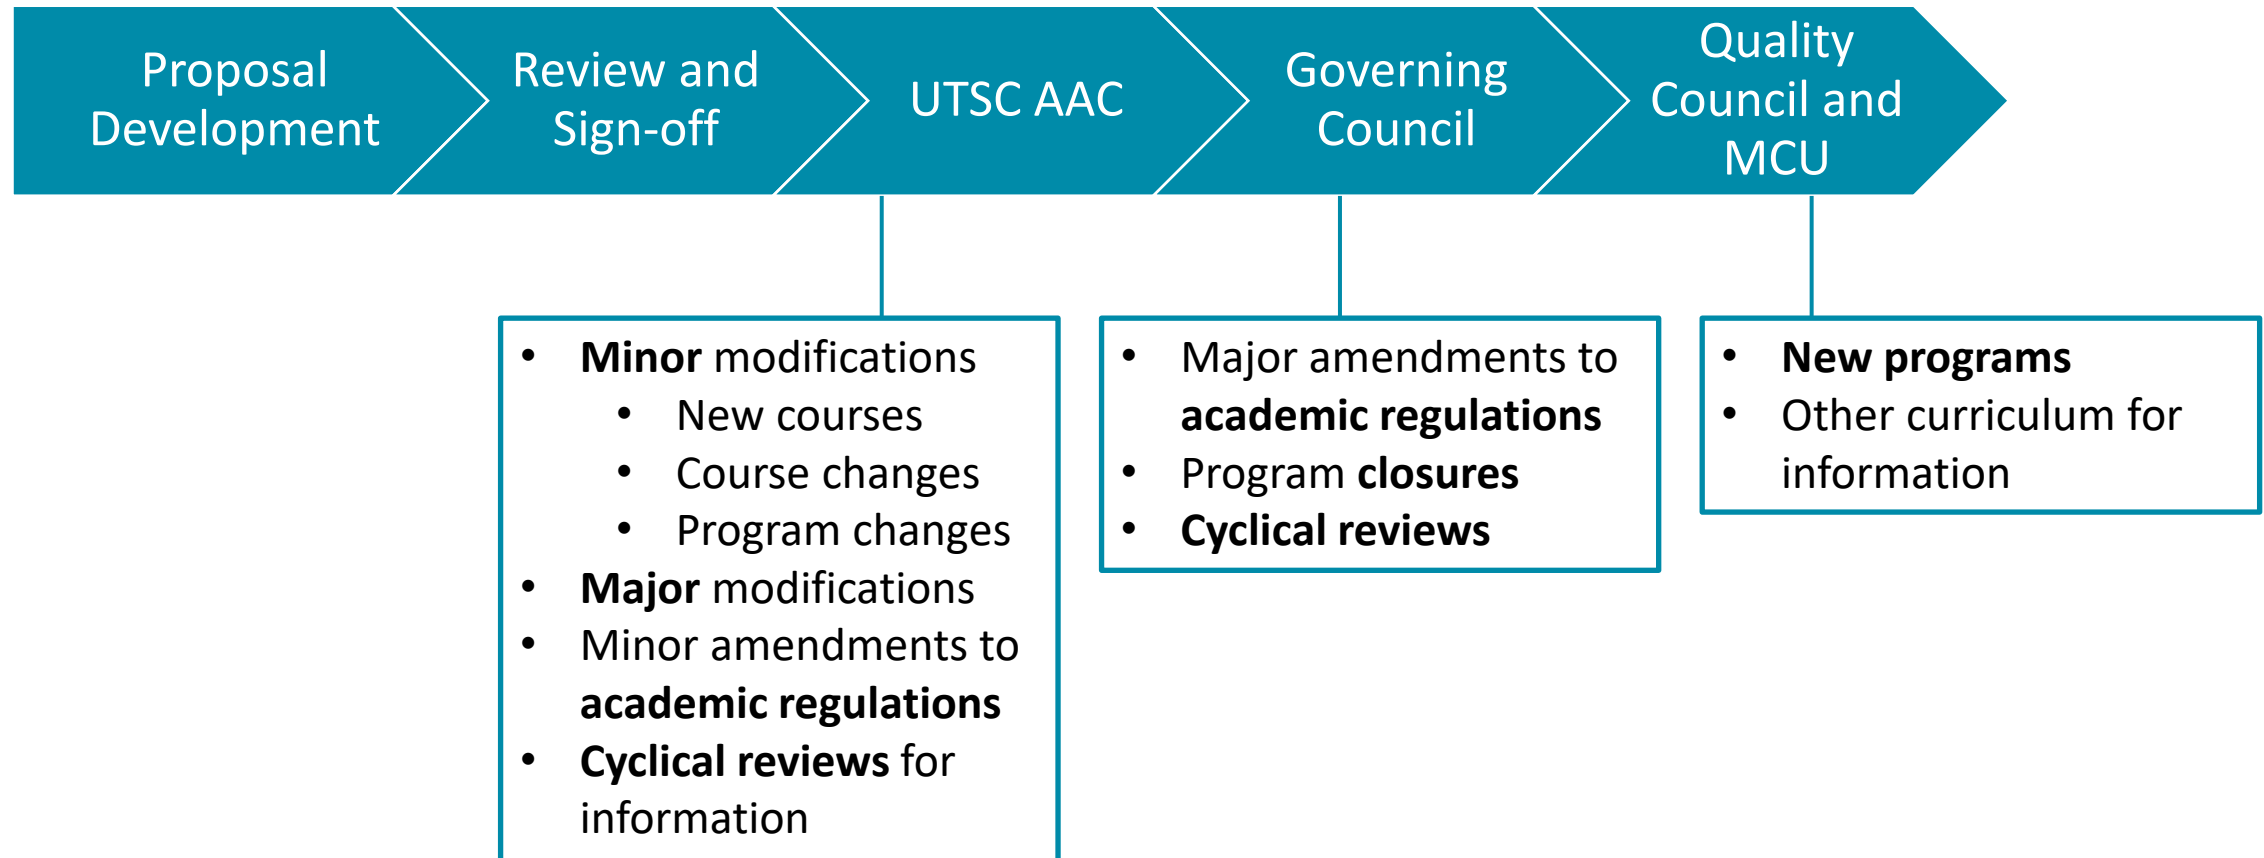 Proposal
Development
Review and
Sign-off
UTSC AAC
Governing
Council
Quality
Council and
MCU
• Minor modifications
• New courses
• Course changes
• Program changes
• Major modifications
• Minor amendments to
academic regulations
• Cyclical reviews for
information
• Major amendments to
academic regulations
• Program closures
• Cyclical reviews
• New programs
• Other curriculum for
information